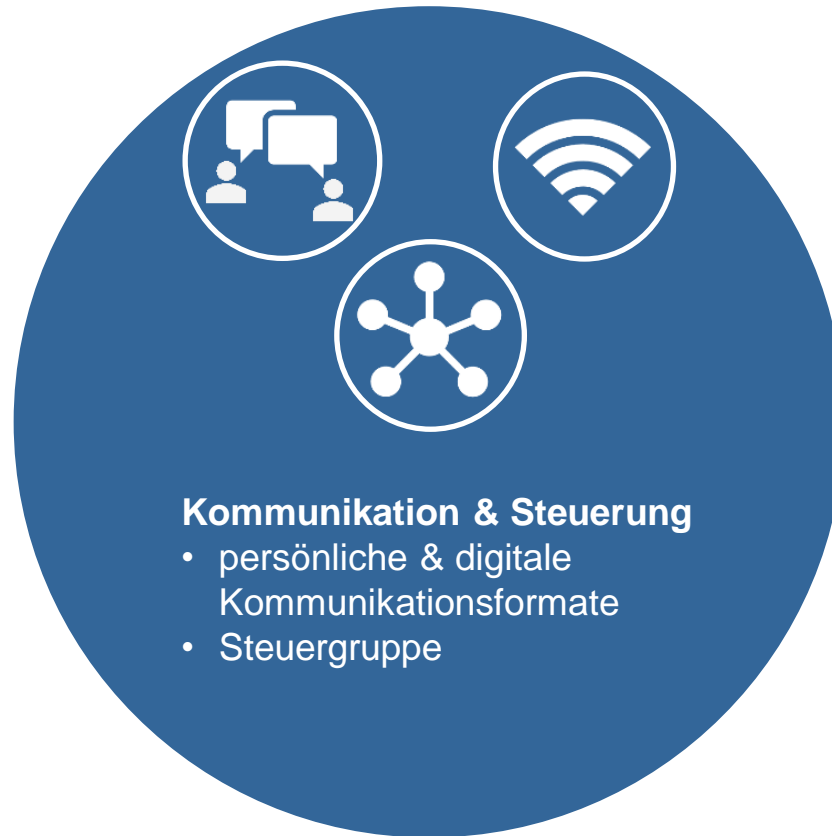 Kommunikation & Steuerung
• persönliche & digitale
Kommunikationsformate
• Steuergruppe